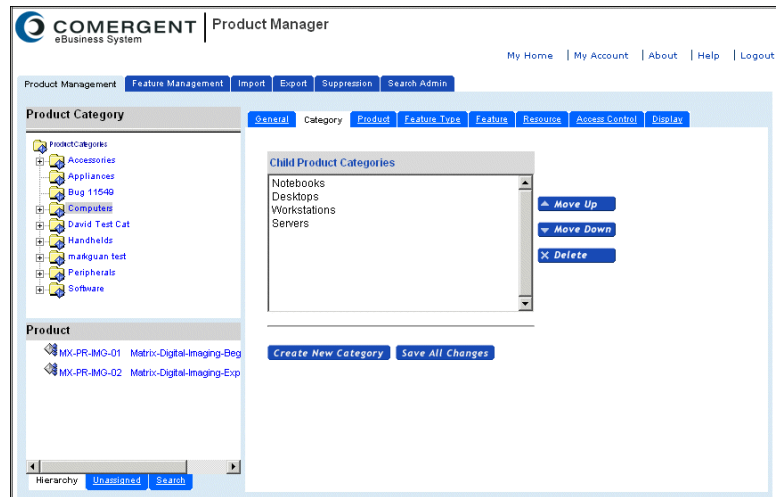 COMERGENT
eBusiness System
Product Manager
My Home | My Account | About | Help | Logout
Product Management Feature Management Import Export Suppression Search Admin
Product Category
ProductCategories
Accessories
Appliances
Bug 11549
Computers
David Test Cat
Handhelds
markguan test
Peripherals
Software
Product
MX-PR-IMG-01 Matrix-Digital-Imaging-Beg
MX-PR-IMG-02 Matrix-Digital-Imaging-Exp
Hierarchy Unassigned Search
General Category Product Feature Type Feature Resource Access Control Display
Child Product Categories
Notebooks
Desktops
Workstations
Servers
Move Up
Move Down
X Delete
Create New Category Save All Changes